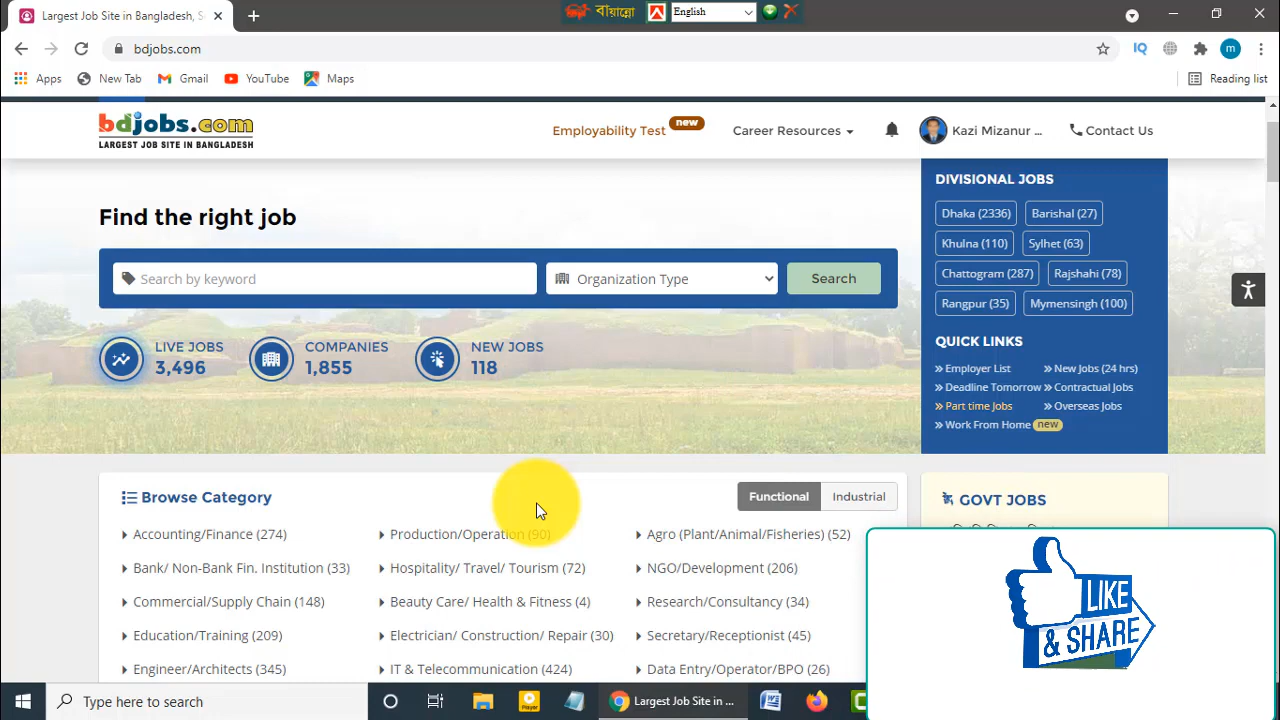 Largest Job Site in Bangladesh, S
বায়ান্নো
English
bdjobs.com
IQ
m
Apps
New Tab
Gmail
YouTube
Maps
Reading list
bdjobs.com
LARGEST JOB SITE IN BANGLADESH
Employability Test new
Career Resources
Kazi Mizanur ...
Contact Us
Find the right job
Search by keyword
Organization Type
Search
LIVE JOBS
3,496
COMPANIES
1,855
NEW JOBS
118
DIVISIONAL JOBS
Dhaka (2336) Barishal (27)
Khulna (110) Sylhet (63)
Chattogram (287) Rajshahi (78)
Rangpur (35) Mymensingh (100)
QUICK LINKS
Employer List New Jobs (24 hrs)
Deadline Tomorrow Contractual Jobs
Part time Jobs Overseas Jobs
Work From Home new
Browse Category
Functional Industrial
Accounting/Finance (274) Production/Operation (90) Agro (Plant/Animal/Fisheries) (52)
Bank/ Non-Bank Fin. Institution (33) Hospitality/ Travel/ Tourism (72) NGO/Development (206)
Commercial/Supply Chain (148) Beauty Care/ Health & Fitness (4) Research/Consultancy (34)
Education/Training (209) Electrician/ Construction/ Repair (30) Secretary/Receptionist (45)
Engineer/Architects (345) IT & Telecommunication (424) Data Entry/Operator/BPO (26)
GOVT JOBS
LIKE
& SHARE
Type here to search
Player
Largest Job Site in ...